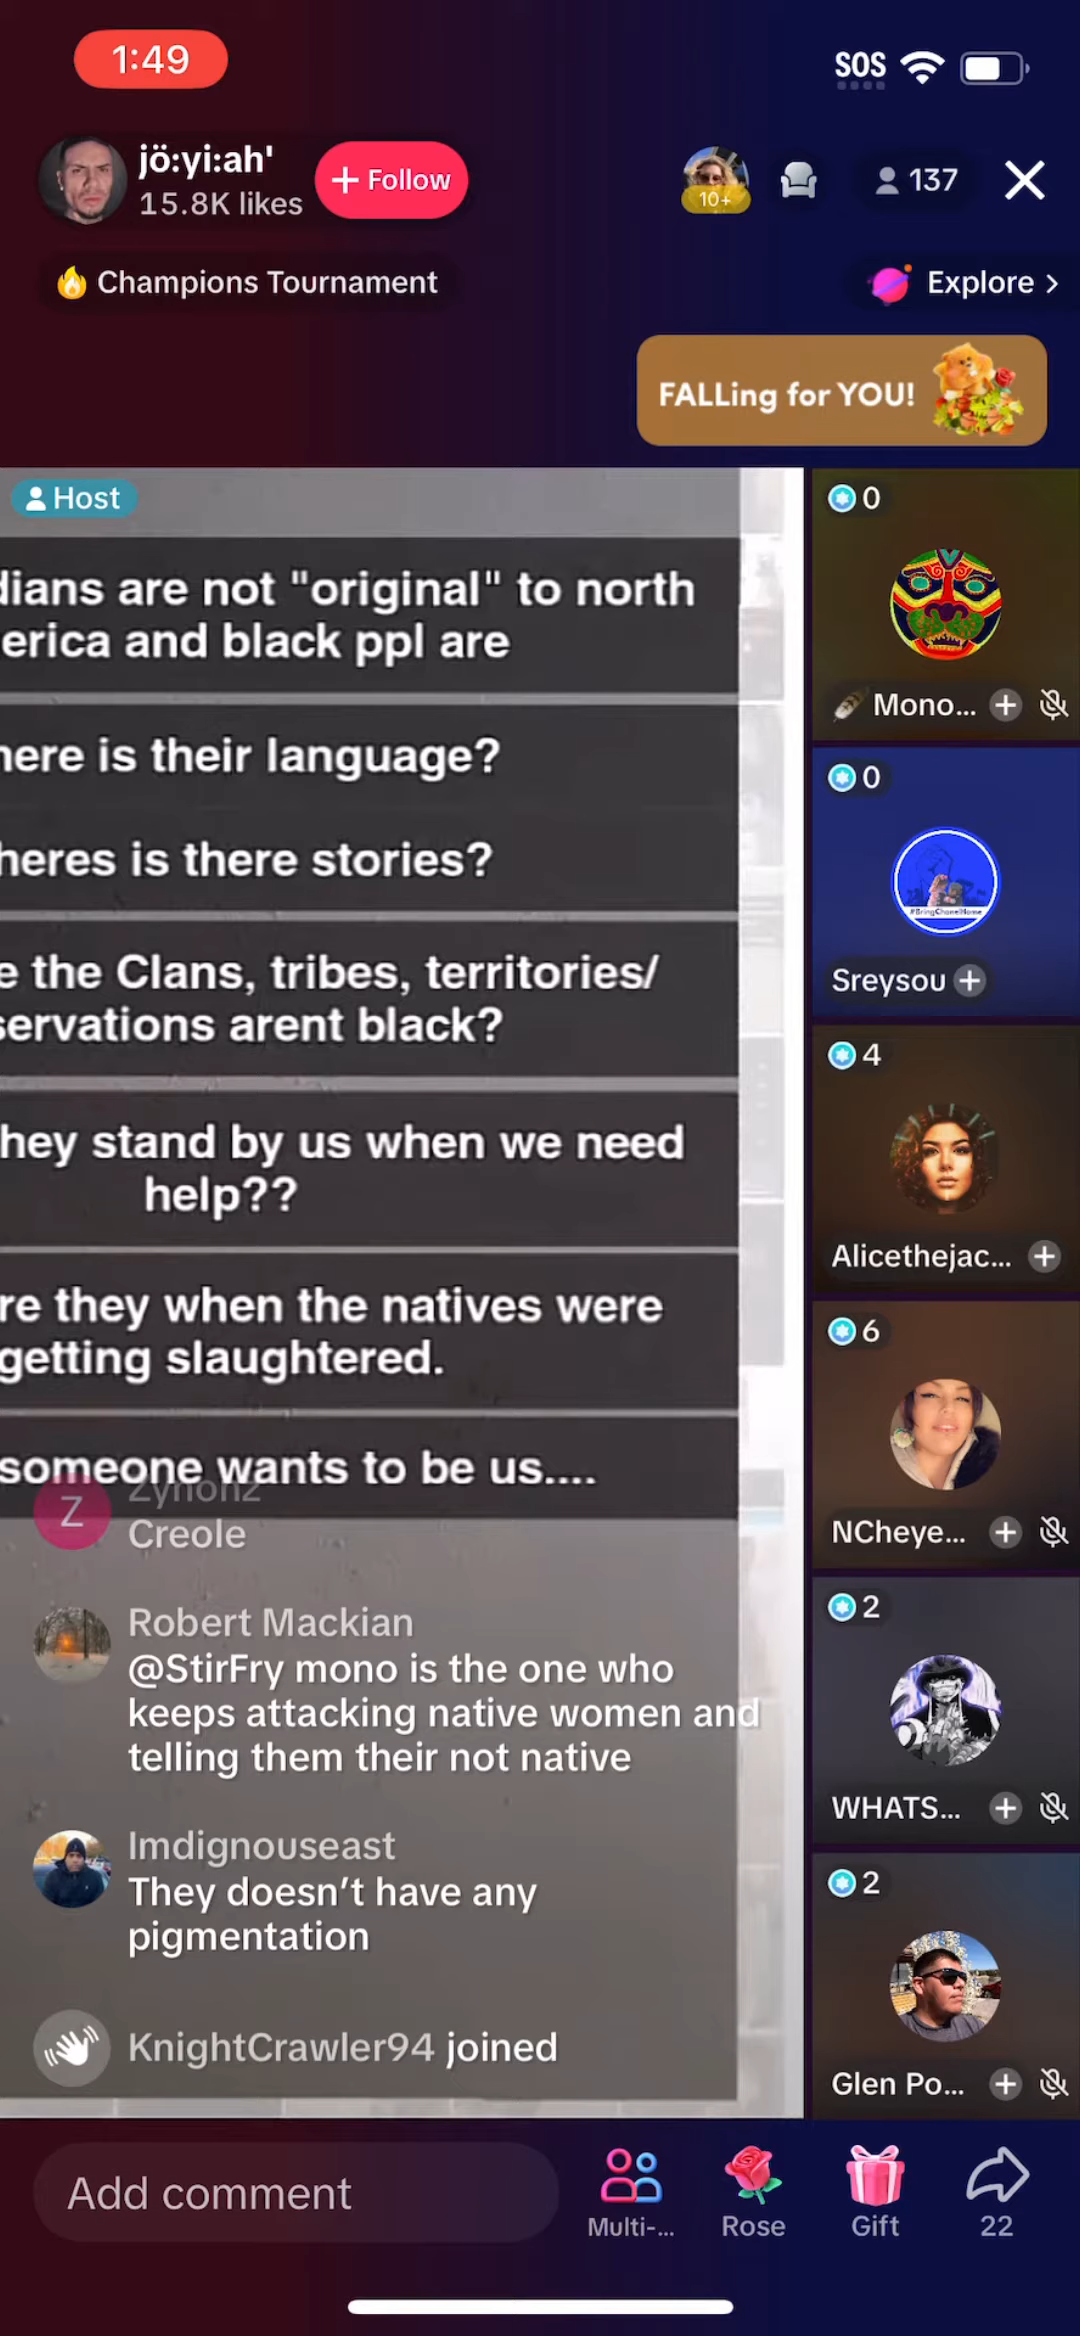 1:49
SOS
jö:yi:ah'
15.8K likes
+ Follow
10+
137
Champions Tournament
Explore >
FALLing for YOU!
Host
dians are not "original" to north
erica and black ppl are
here is their language?
heres is there stories?
e the Clans, tribes, territories/
servations arent black?
hey stand by us when we need
help??
re they when the natives were
getting slaughtered.
someone wants to be us....
0
Mono...
0
#BringChanelHome
Sreysou
4
Alicethejac...
6
NCheye...
2
WHATS...
2
Glen Po...
Z
Creole
Robert Mackian
@StirFry mono is the one who
keeps attacking native women and
telling them their not native
Imdignouseast
They doesn't have any
pigmentation
KnightCrawler94 joined
Add comment
Multi-...
Rose
Gift
22